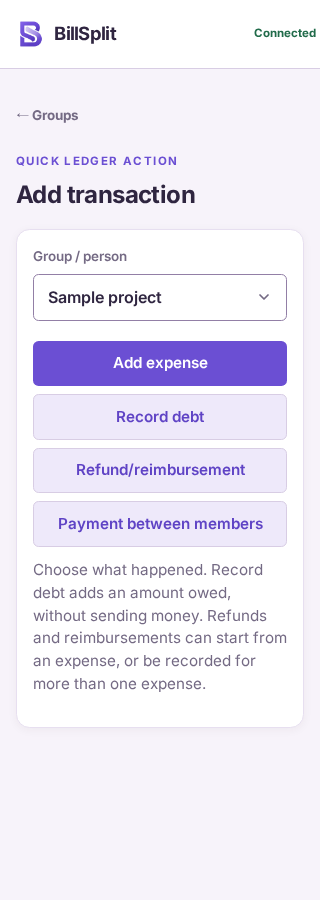 BillSplit
Connected
← Groups
QUICK LEDGER ACTION
Add transaction
Group / person
Sample project
Add expense
Record debt
Refund/reimbursement
Payment between members
Choose what happened. Record
debt adds an amount owed,
without sending money. Refunds
and reimbursements can start from
an expense, or be recorded for
more than one expense.